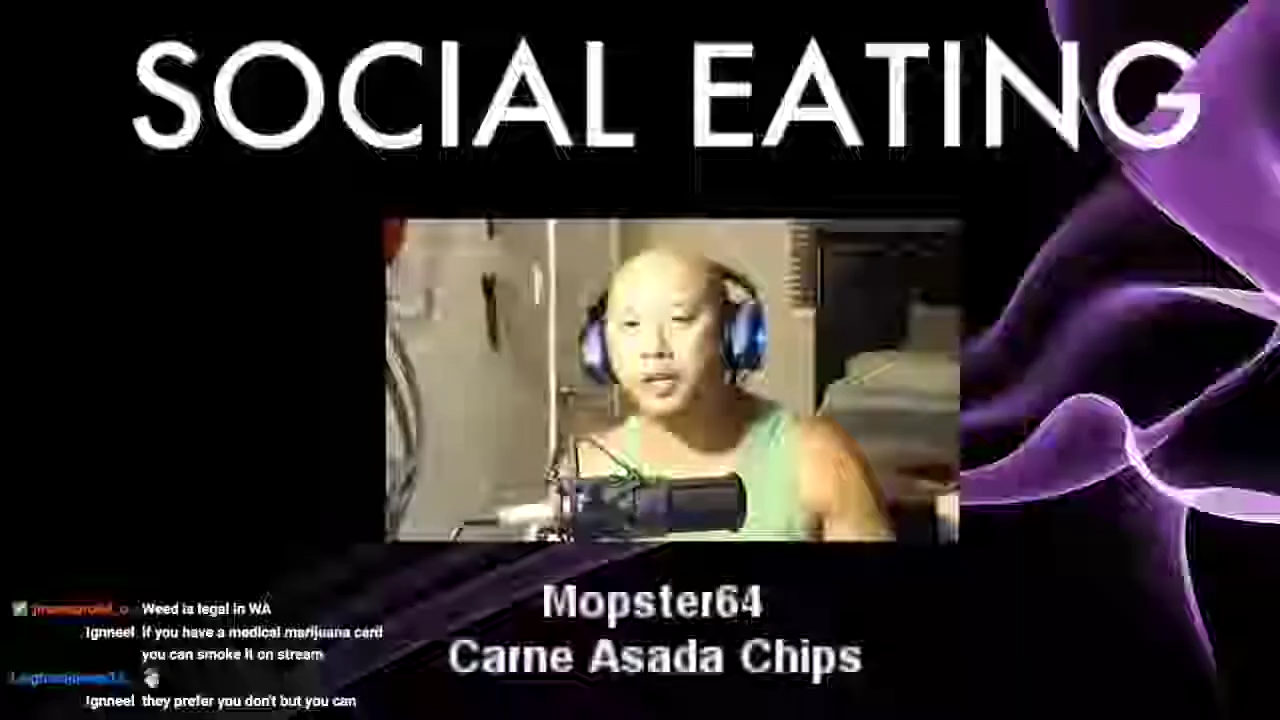 SOCIAL EATING
Mopster64
Carne Asada Chips
Weed is legal in WA
Ignneel If you have a medical marijuana card
you can smoke it on stream
Ignneel they prefer you don't but you can